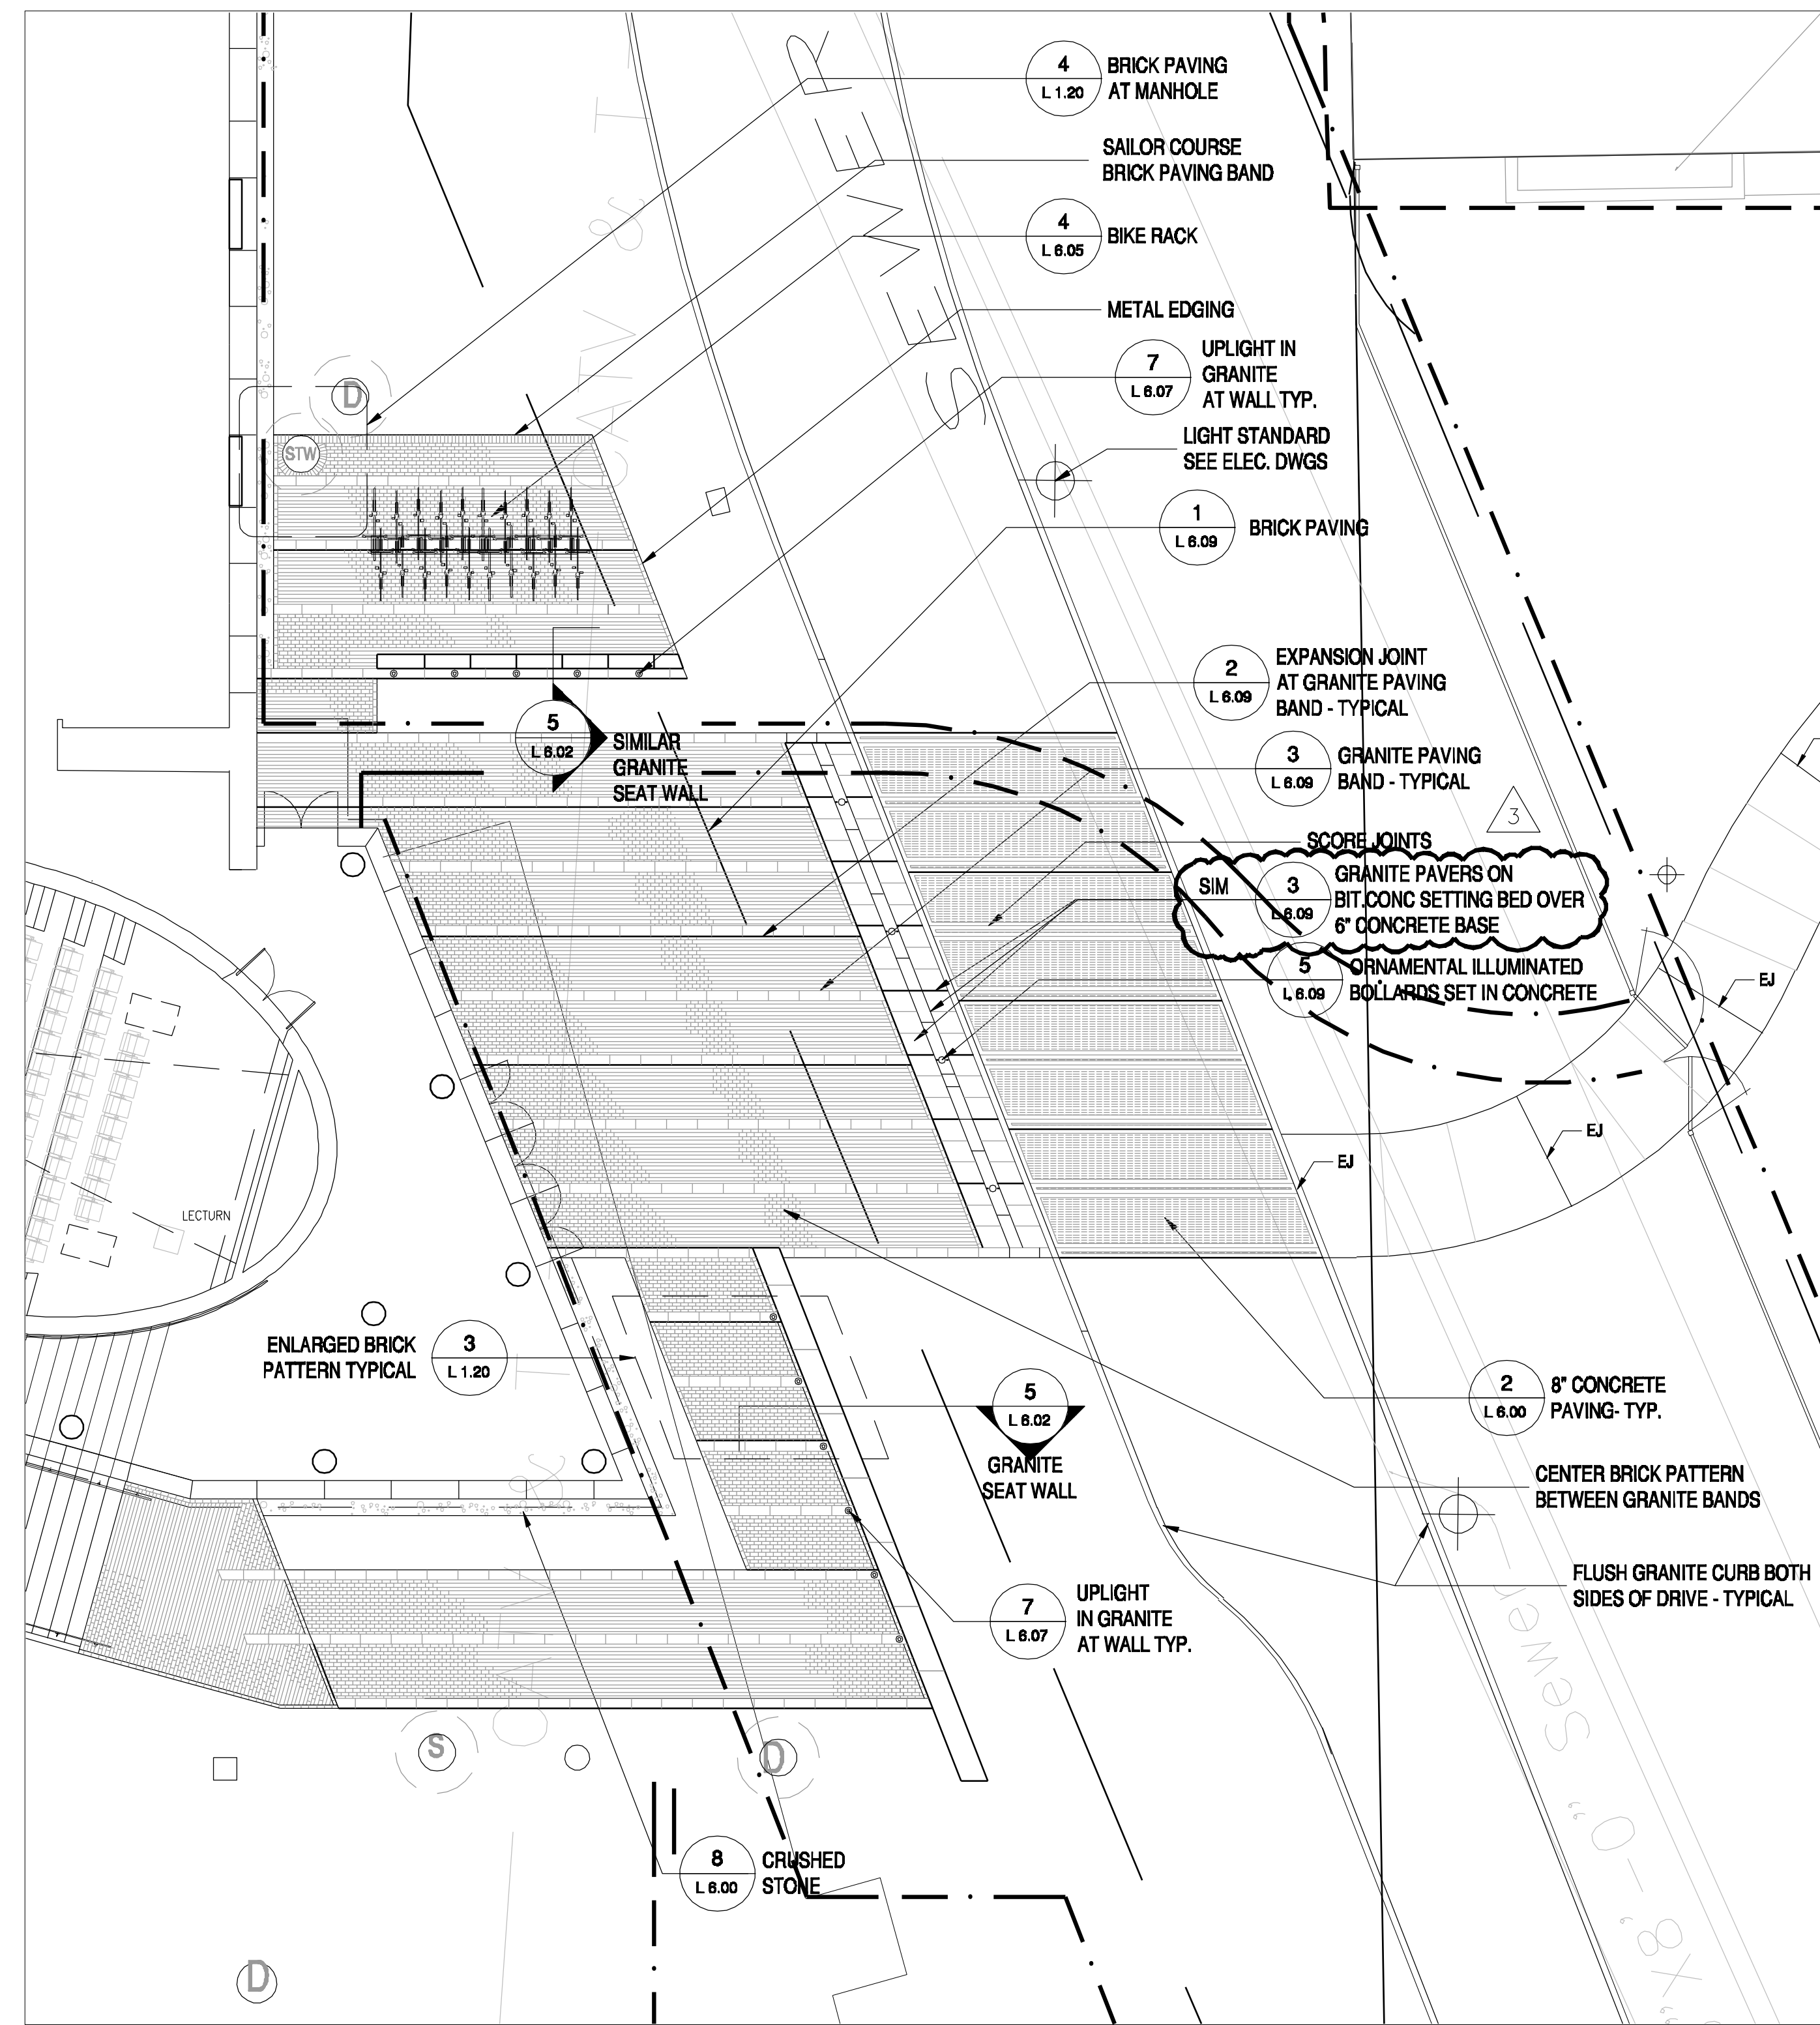 4
L 1.20
BRICK PAVING
AT MANHOLE
SAILOR COURSE
BRICK PAVING BAND
4
L 6.05
BIKE RACK
METAL EDGING
7
L 6.07
UPLIGHT IN
GRANITE
AT WALL TYP.
LIGHT STANDARD
SEE ELEC. DWGS
1
L 6.09
BRICK PAVING
2
L 6.09
EXPANSION JOINT
AT GRANITE PAVING
BAND - TYPICAL
3
L 6.09
GRANITE PAVING
BAND - TYPICAL
3
SCORE JOINTS
SIM
3
L 6.09
GRANITE PAVERS ON
BIT.CONC SETTING BED OVER
6" CONCRETE BASE
5
L 6.09
ORNAMENTAL ILLUMINATED
BOLLARDS SET IN CONCRETE
EJ
EJ
EJ
D
STW
5
L 6.02
SIMILAR
GRANITE
SEAT WALL
LECTURN
ENLARGED BRICK
PATTERN TYPICAL
3
L 1.20
5
L 6.02
GRANITE
SEAT WALL
2
L 6.00
8" CONCRETE
PAVING- TYP.
CENTER BRICK PATTERN
BETWEEN GRANITE BANDS
FLUSH GRANITE CURB BOTH
SIDES OF DRIVE - TYPICAL
7
L 6.07
UPLIGHT
IN GRANITE
AT WALL TYP.
S
D
8
L 6.00
CRUSHED
STONE
D
SEWER
Sewer